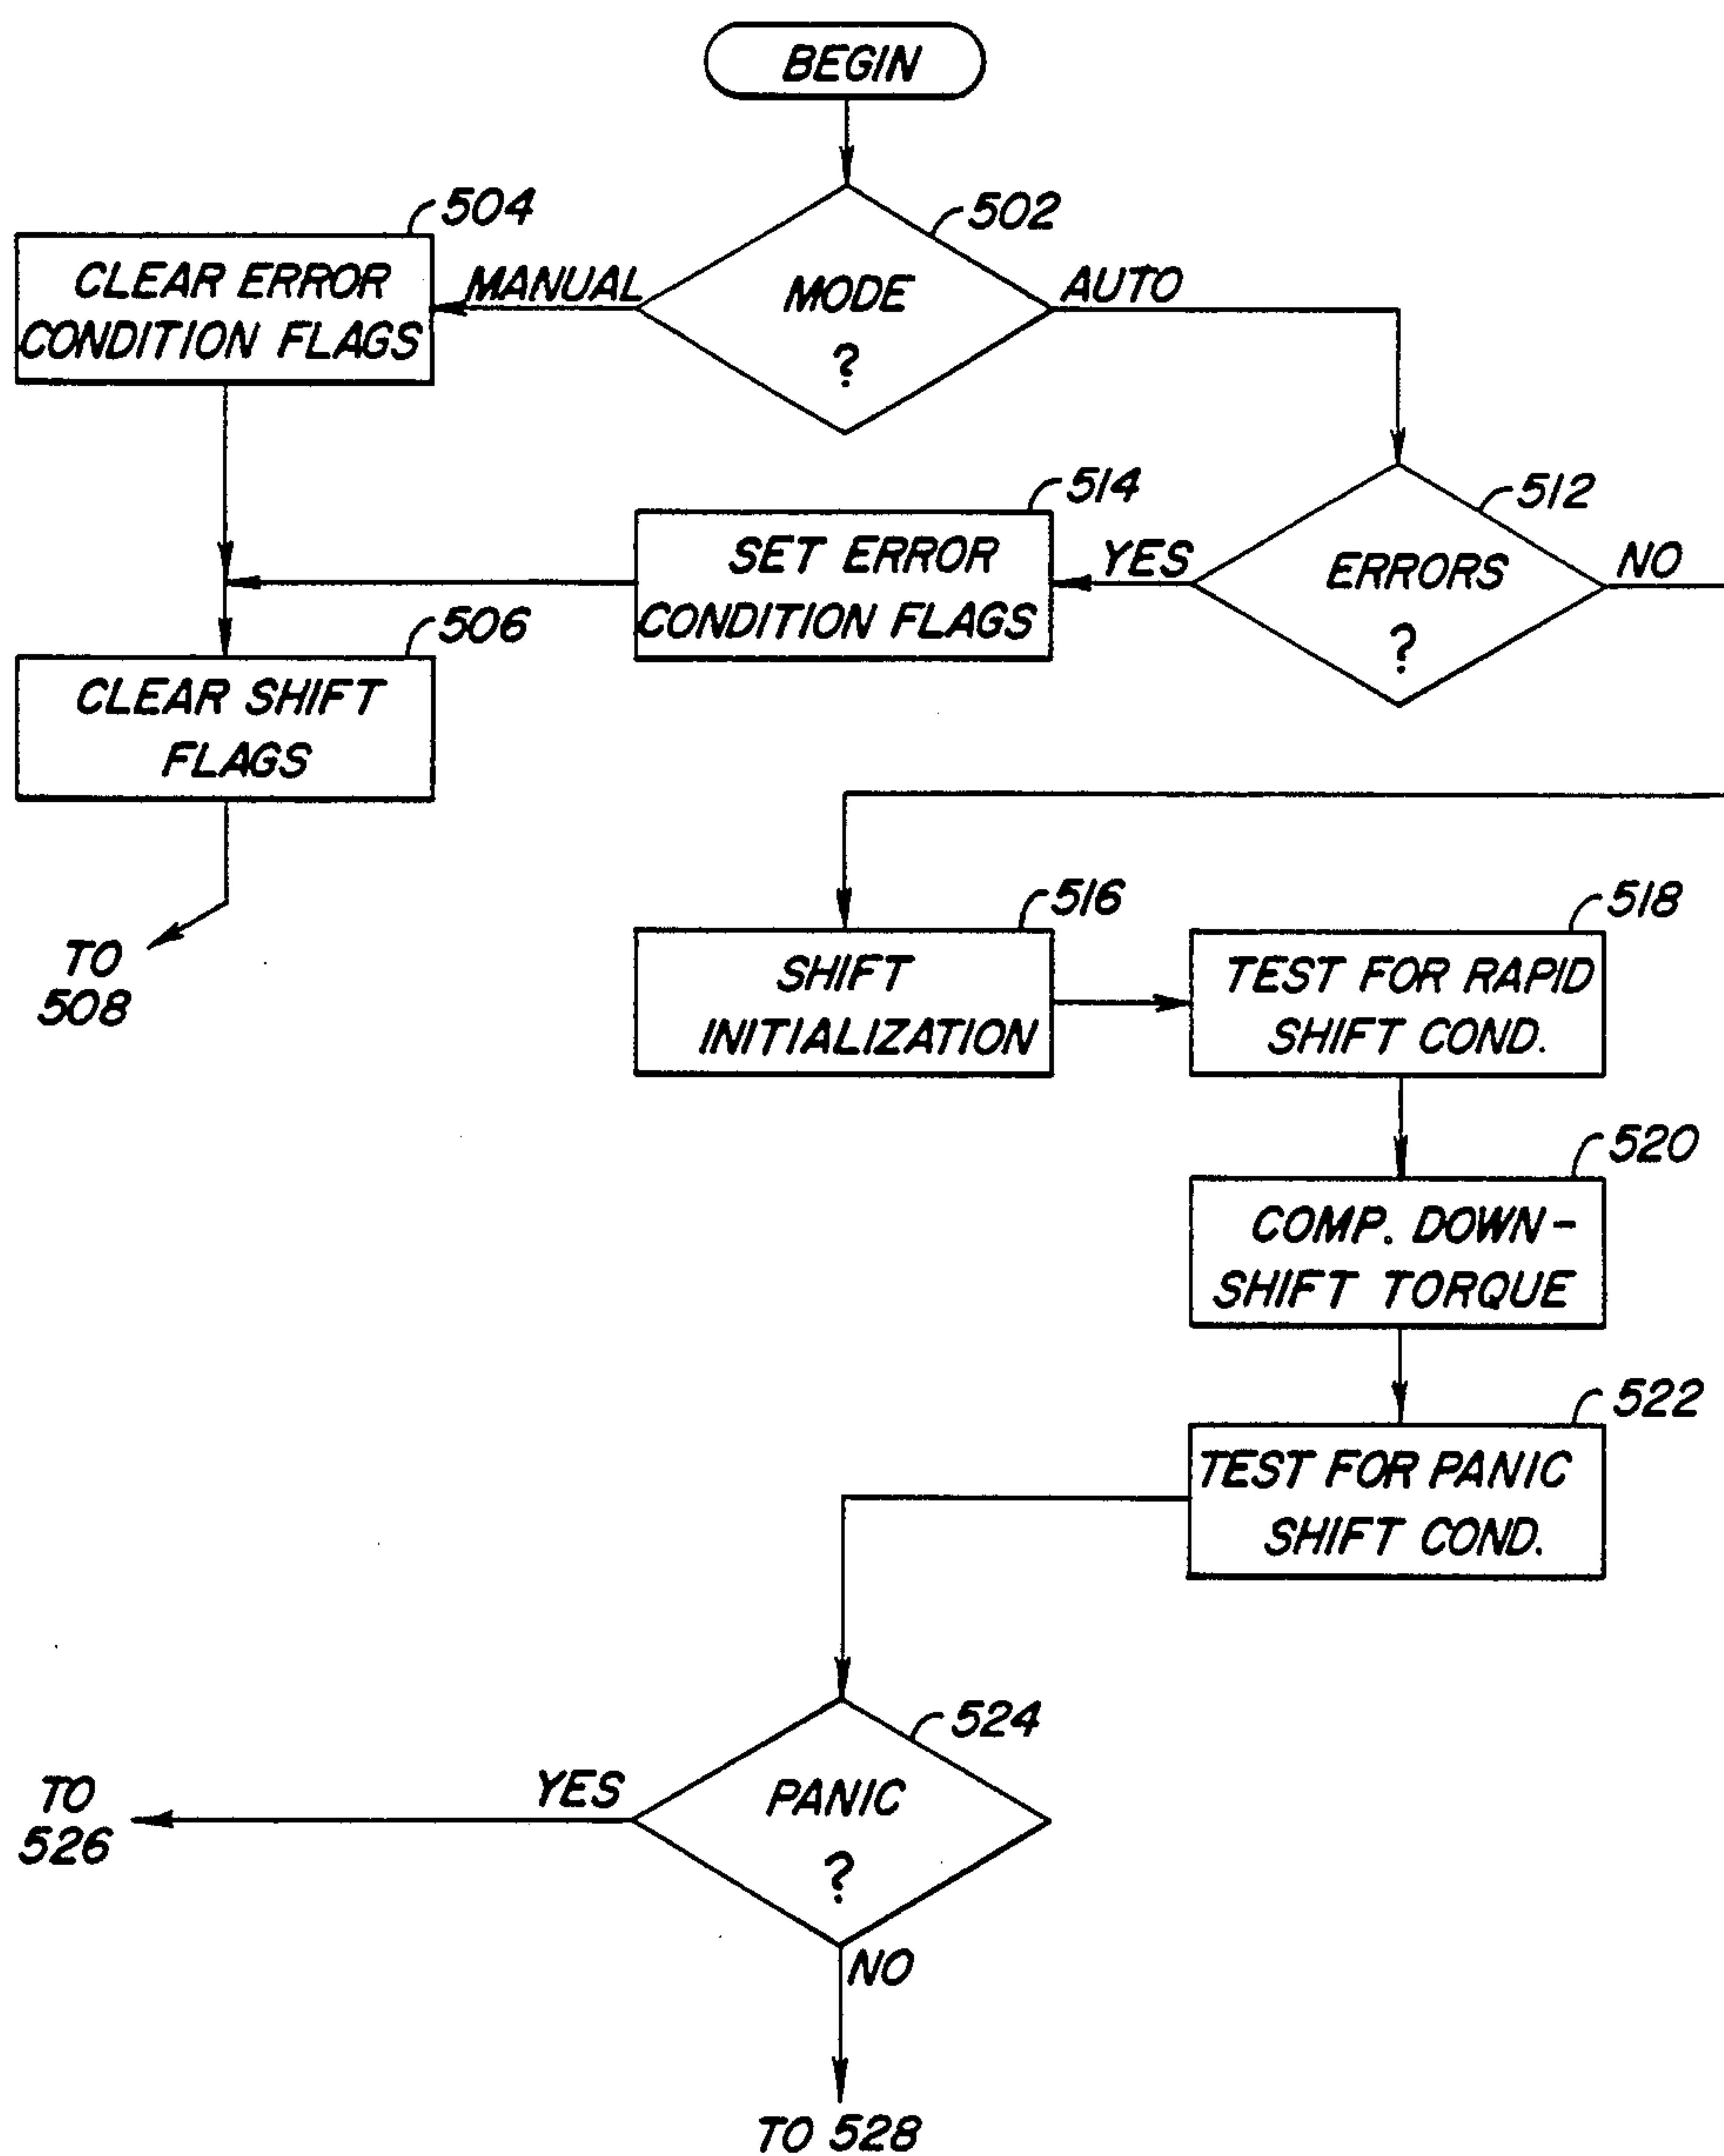 BEGIN
504
502
CLEAR ERROR
CONDITION FLAGS
MANUAL
MODE
?
AUTO
514
512
SET ERROR
CONDITION FLAGS
YES
ERRORS
?
NO
506
CLEAR SHIFT
FLAGS
TO
508
516
518
SHIFT
INITIALIZATION
TEST FOR RAPID
SHIFT COND.
520
COMP. DOWN-
SHIFT TORQUE
522
TEST FOR PANIC
SHIFT COND.
524
TO
526
YES
PANIC
?
NO
TO 528